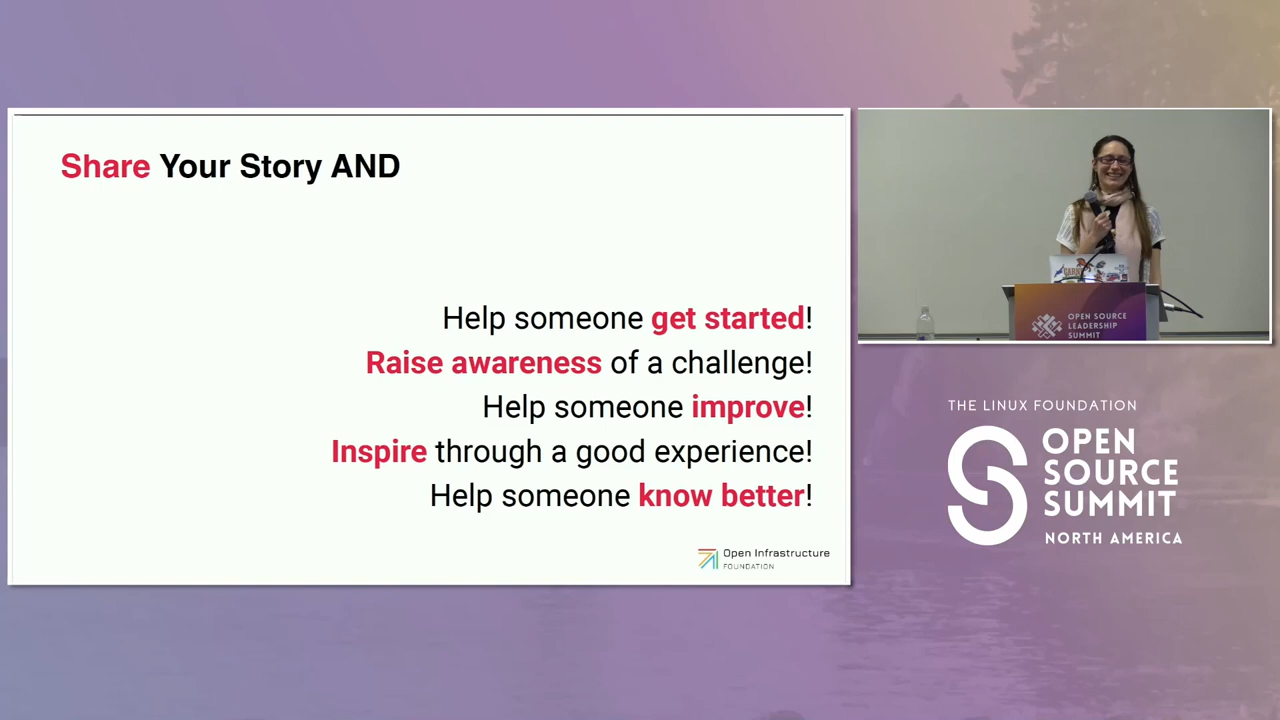 Share Your Story AND
Help someone get started!
Raise awareness of a challenge!
Help someone improve!
Inspire through a good experience!
Help someone know better!
Open Infrastructure
FOUNDATION
OPEN SOURCE
LEADERSHIP
SUMMIT
THE LINUX FOUNDATION
OPEN
SOURCE
SUMMIT
NORTH AMERICA